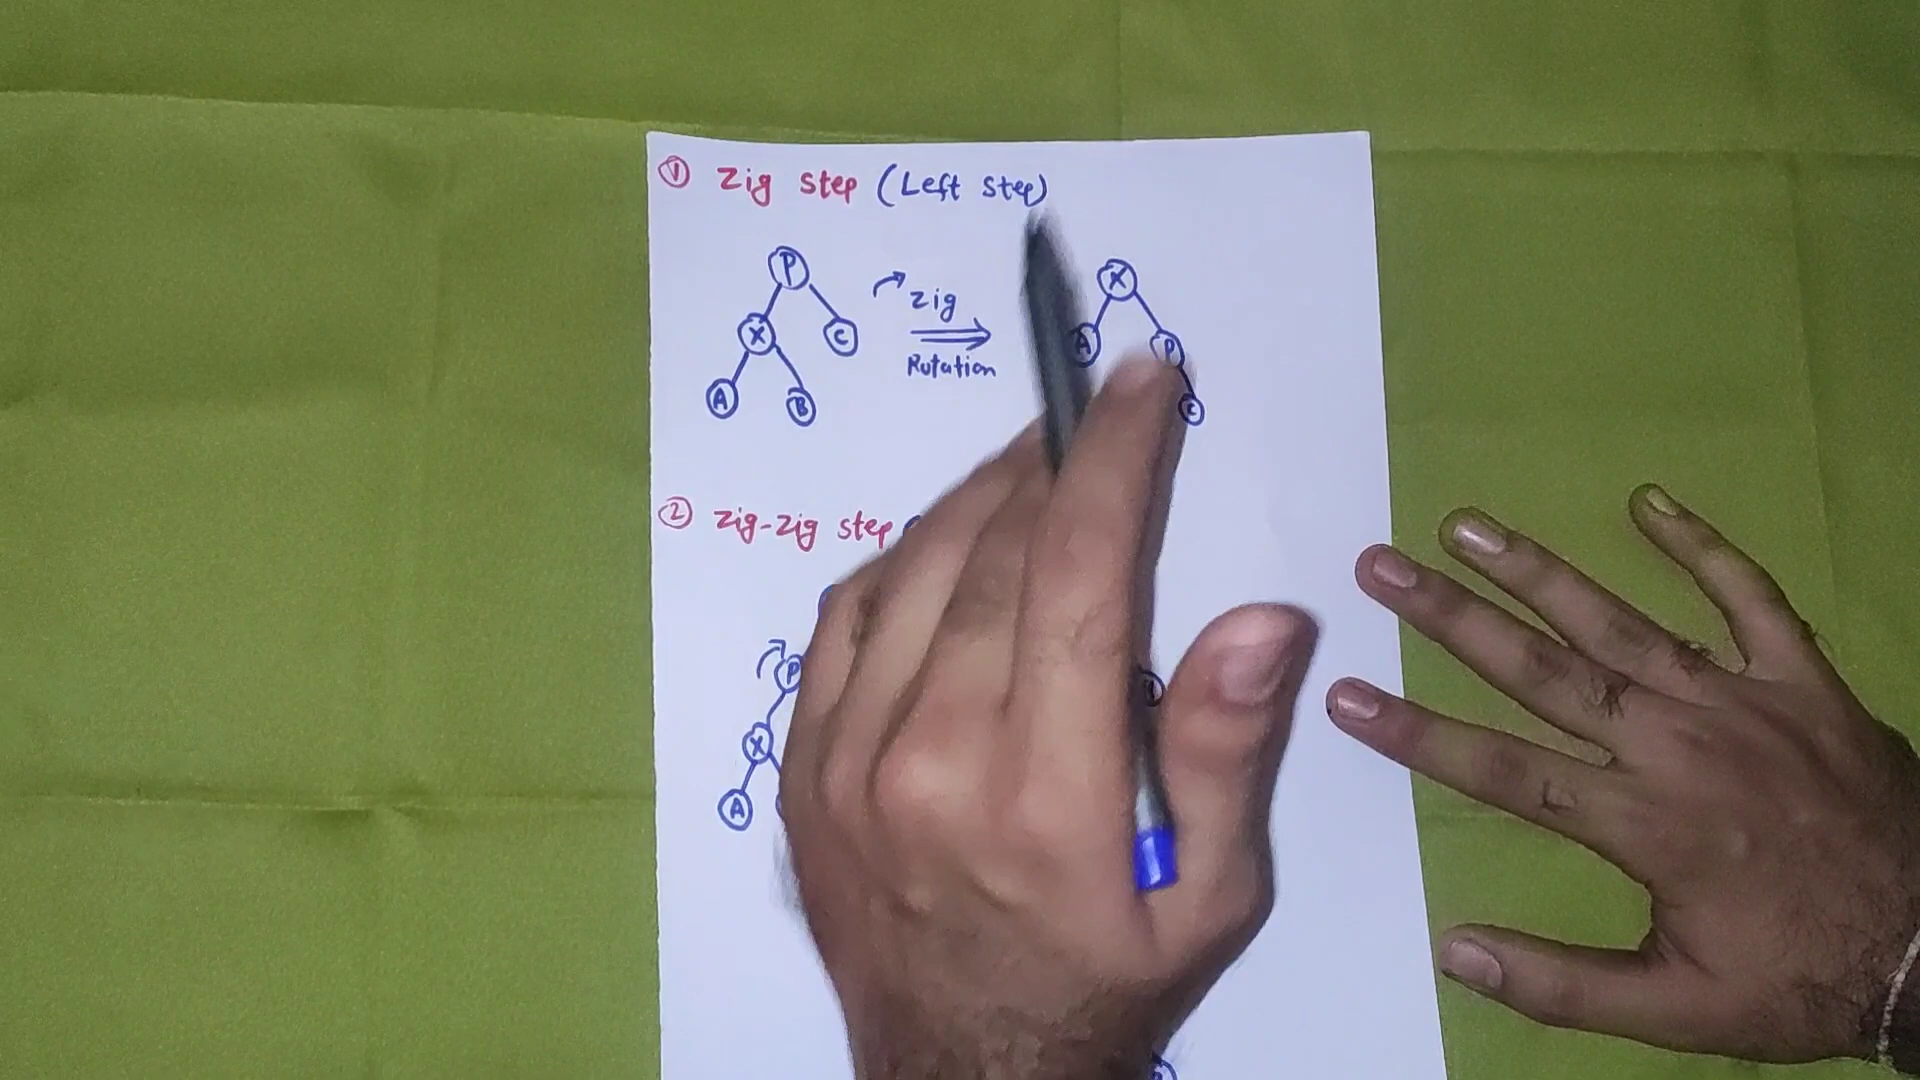 ① Zig step (Left step)
P
X C
A B
Zig
Rotation
X
A P
C
② Zig-Zig step (
P
X
A